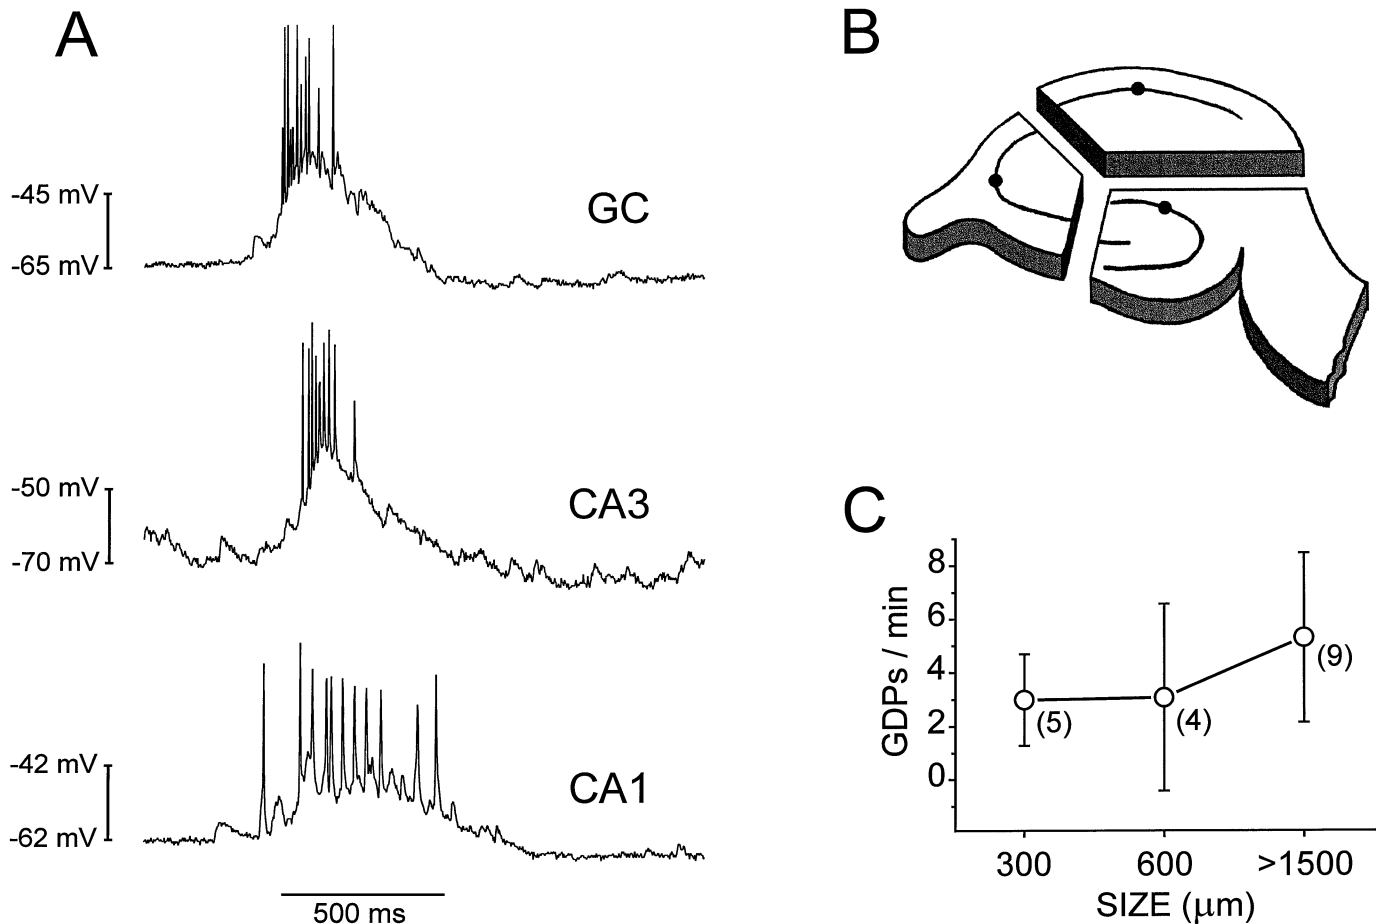 A
-45 mV
GC
-65 mV
-50 mV
CA3
-70 mV
-42 mV
CA1
-62 mV
500 ms
B
C
GDPs / min
8
6
4
2
0
(5)
(4)
(9)
300
600
>1500
SIZE (μm)